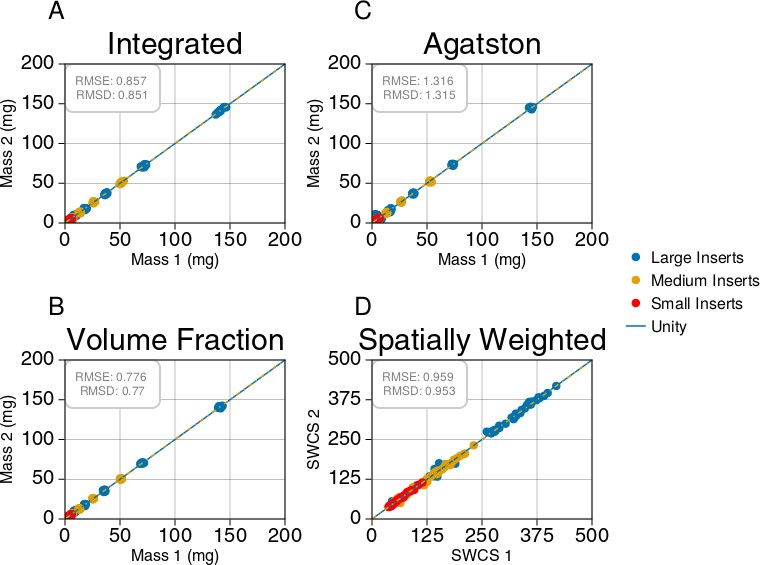 A
Integrated
200
150
100
50
0
Mass 2 (mg)
RMSE: 0.857
RMSD: 0.851
0 50 100 150 200
Mass 1 (mg)
C
Agatston
200
150
100
50
0
Mass 2 (mg)
RMSE: 1.316
RMSD: 1.315
0 50 100 150 200
Mass 1 (mg)
B
Volume Fraction
200
150
100
50
0
Mass 2 (mg)
RMSE: 0.776
RMSD: 0.77
0 50 100 150 200
Mass 1 (mg)
D
Spatially Weighted
500
375
250
125
0
SWCS 2
RMSE: 0.959
RMSD: 0.953
0 125 250 375 500
SWCS 1
Large Inserts
Medium Inserts
Small Inserts
Unity